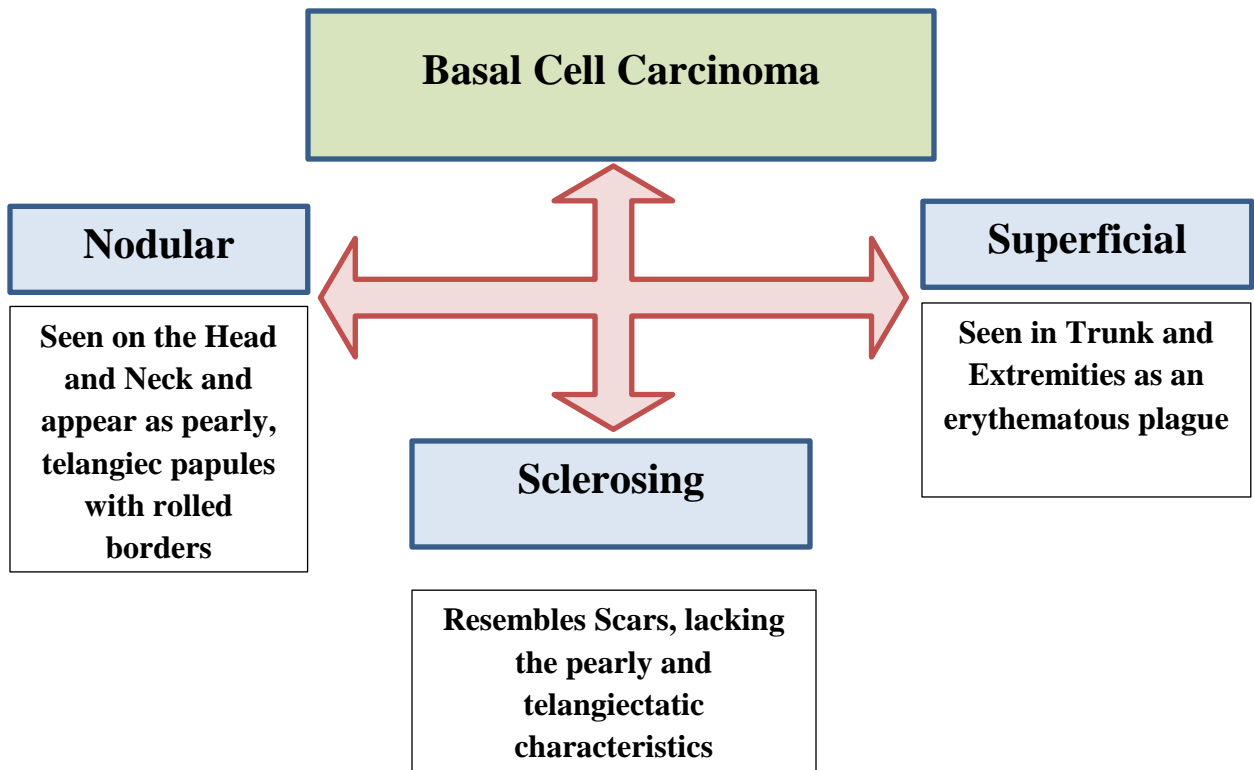 Basal Cell Carcinoma
Nodular
Seen on the Head
and Neck and
appear as pearly,
telangiec papules
with rolled
borders
Sclerosing
Resembles Scars, lacking
the pearly and
telangiectatic
characteristics
Superficial
Seen in Trunk and
Extremities as an
erythematous plague